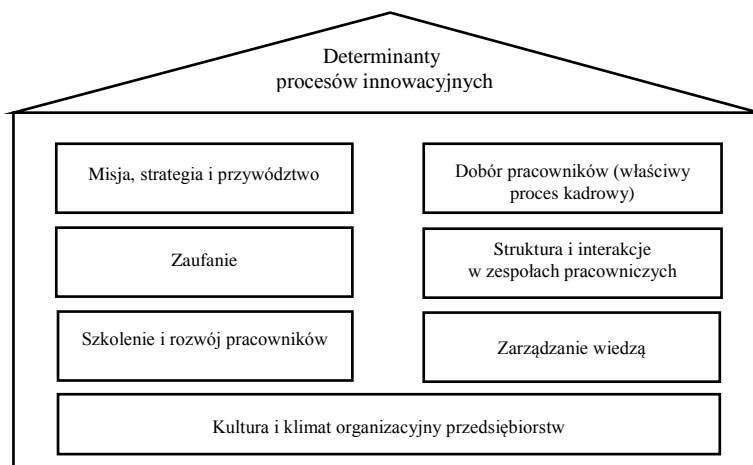 Determinanty
procesów innowacyjnych
Misja, strategia i przywództwo
Dobór pracowników (właściwy
proces kadrowy)
Zaufanie
Struktura i interakcje
w zespołach pracowniczych
Szkolenie i rozwój pracowników
Zarządzanie wiedzą
Kultura i klimat organizacyjny przedsiębiorstw